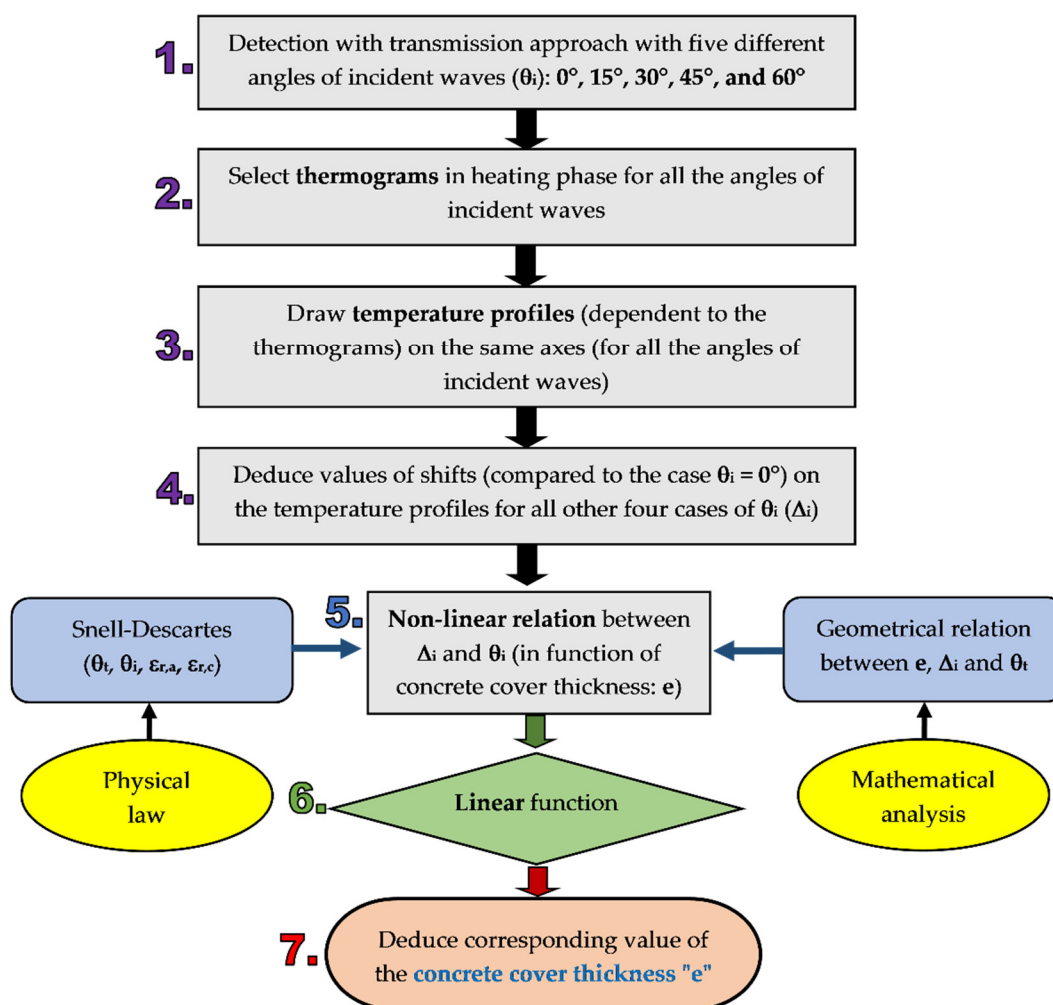 1.
Detection with transmission approach with five different
angles of incident waves (θi): 0°, 15°, 30°, 45°, and 60°
2.
Select thermograms in heating phase for all the angles of
incident waves
3.
Draw temperature profiles (dependent to the
thermograms) on the same axes (for all the angles of
incident waves)
4.
Deduce values of shifts (compared to the case θi = 0°) on
the temperature profiles for all other four cases of θi (Δi)
Snell-Descartes
(θt, θi, εr,a, εr,c)
5.
Non-linear relation between
Δi and θi (in function of
concrete cover thickness: e)
Geometrical relation
between e, Δi and θt
Physical
law
6.
Linear function
Mathematical
analysis
7.
Deduce corresponding value of
the concrete cover thickness "e"